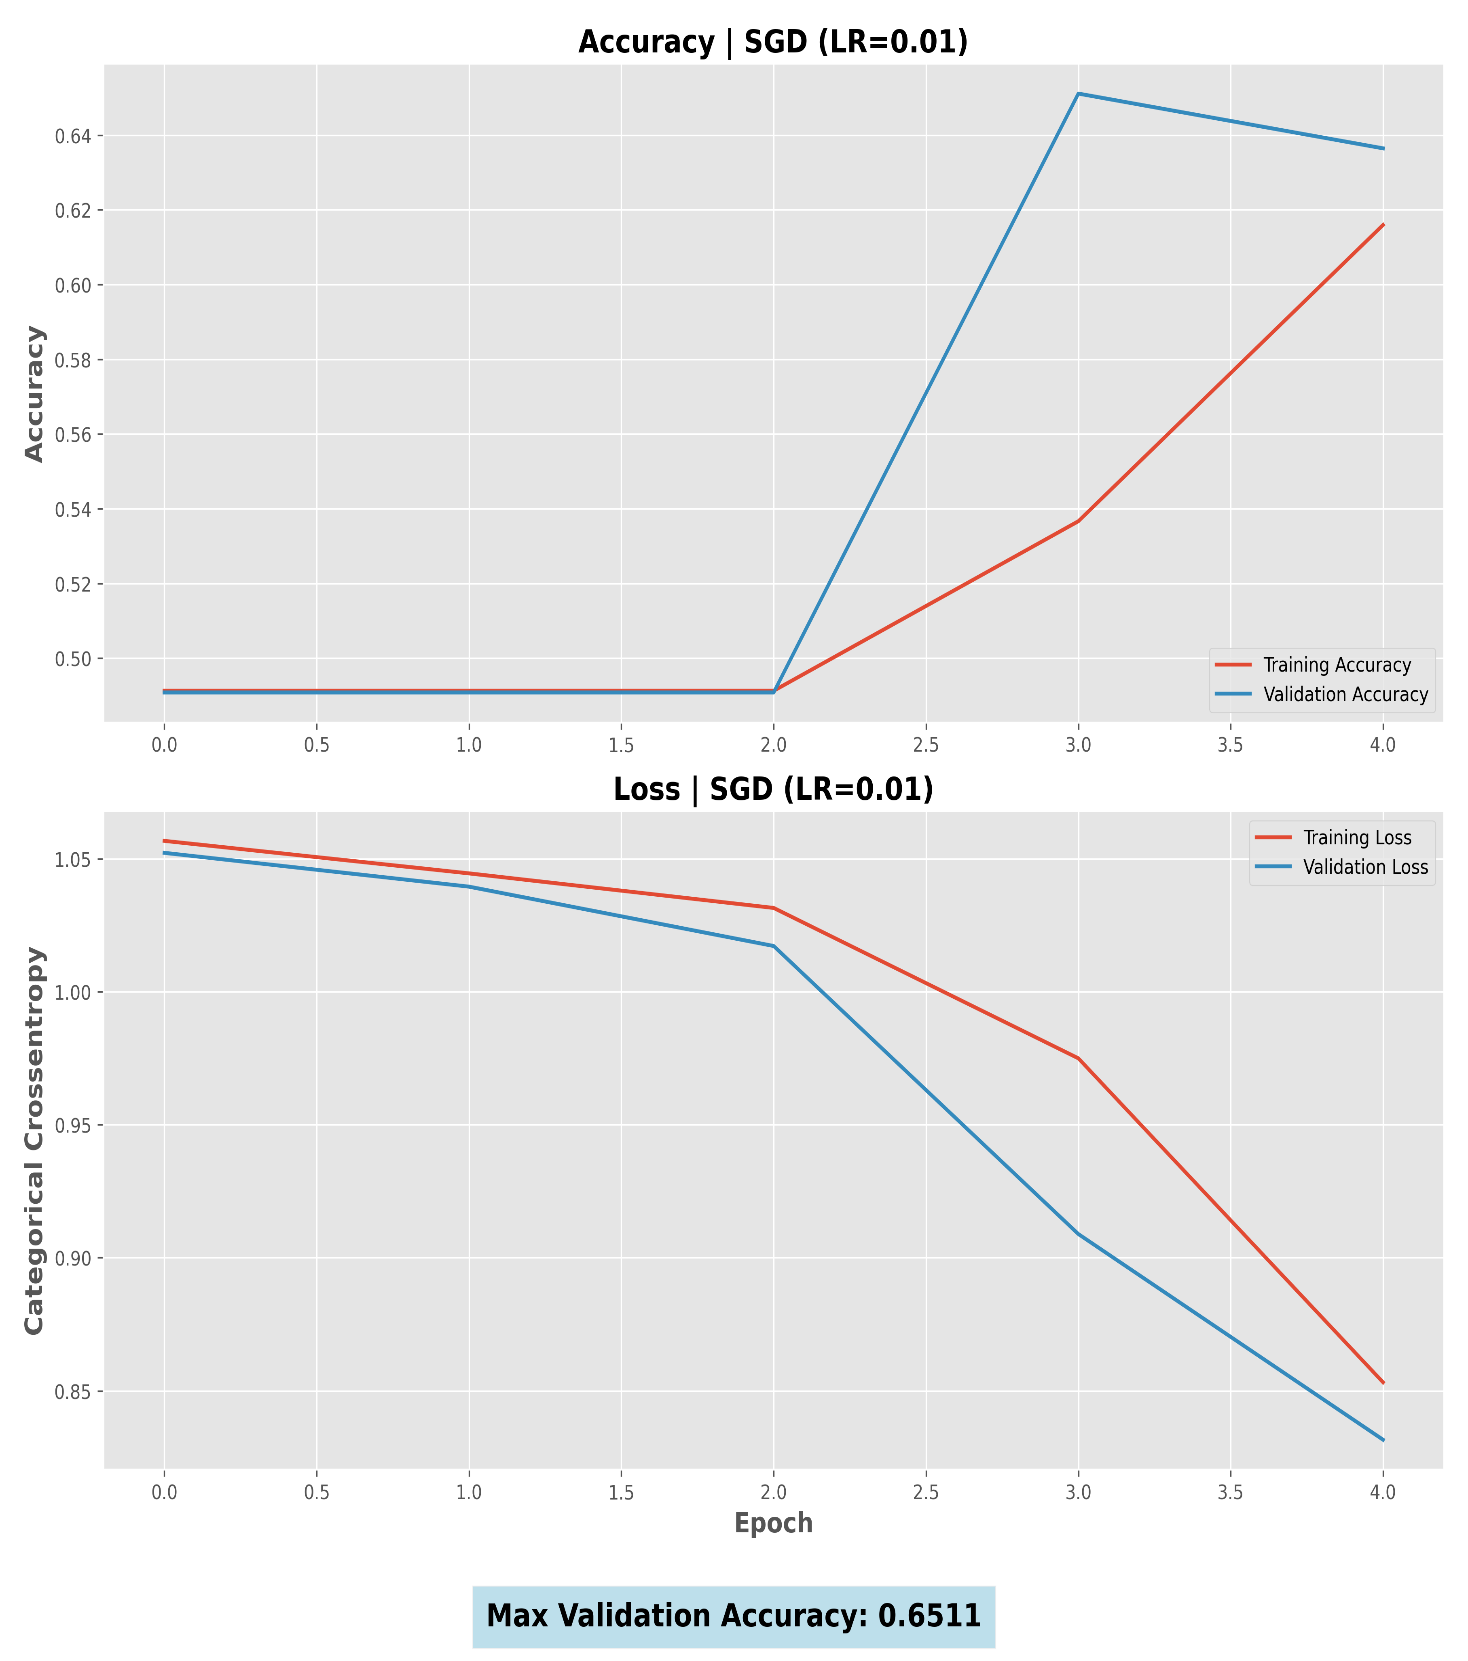 Accuracy | SGD (LR=0.01)
0.64
0.62
0.60
0.58
0.56
0.54
0.52
0.50
Accuracy
Training Accuracy
Validation Accuracy
0.0 0.5 1.0 1.5 2.0 2.5 3.0 3.5 4.0
Loss | SGD (LR=0.01)
Training Loss
Validation Loss
1.05
1.00
0.95
0.90
0.85
Categorical Crossentropy
0.0 0.5 1.0 1.5 2.0 2.5 3.0 3.5 4.0
Epoch
Max Validation Accuracy: 0.6511